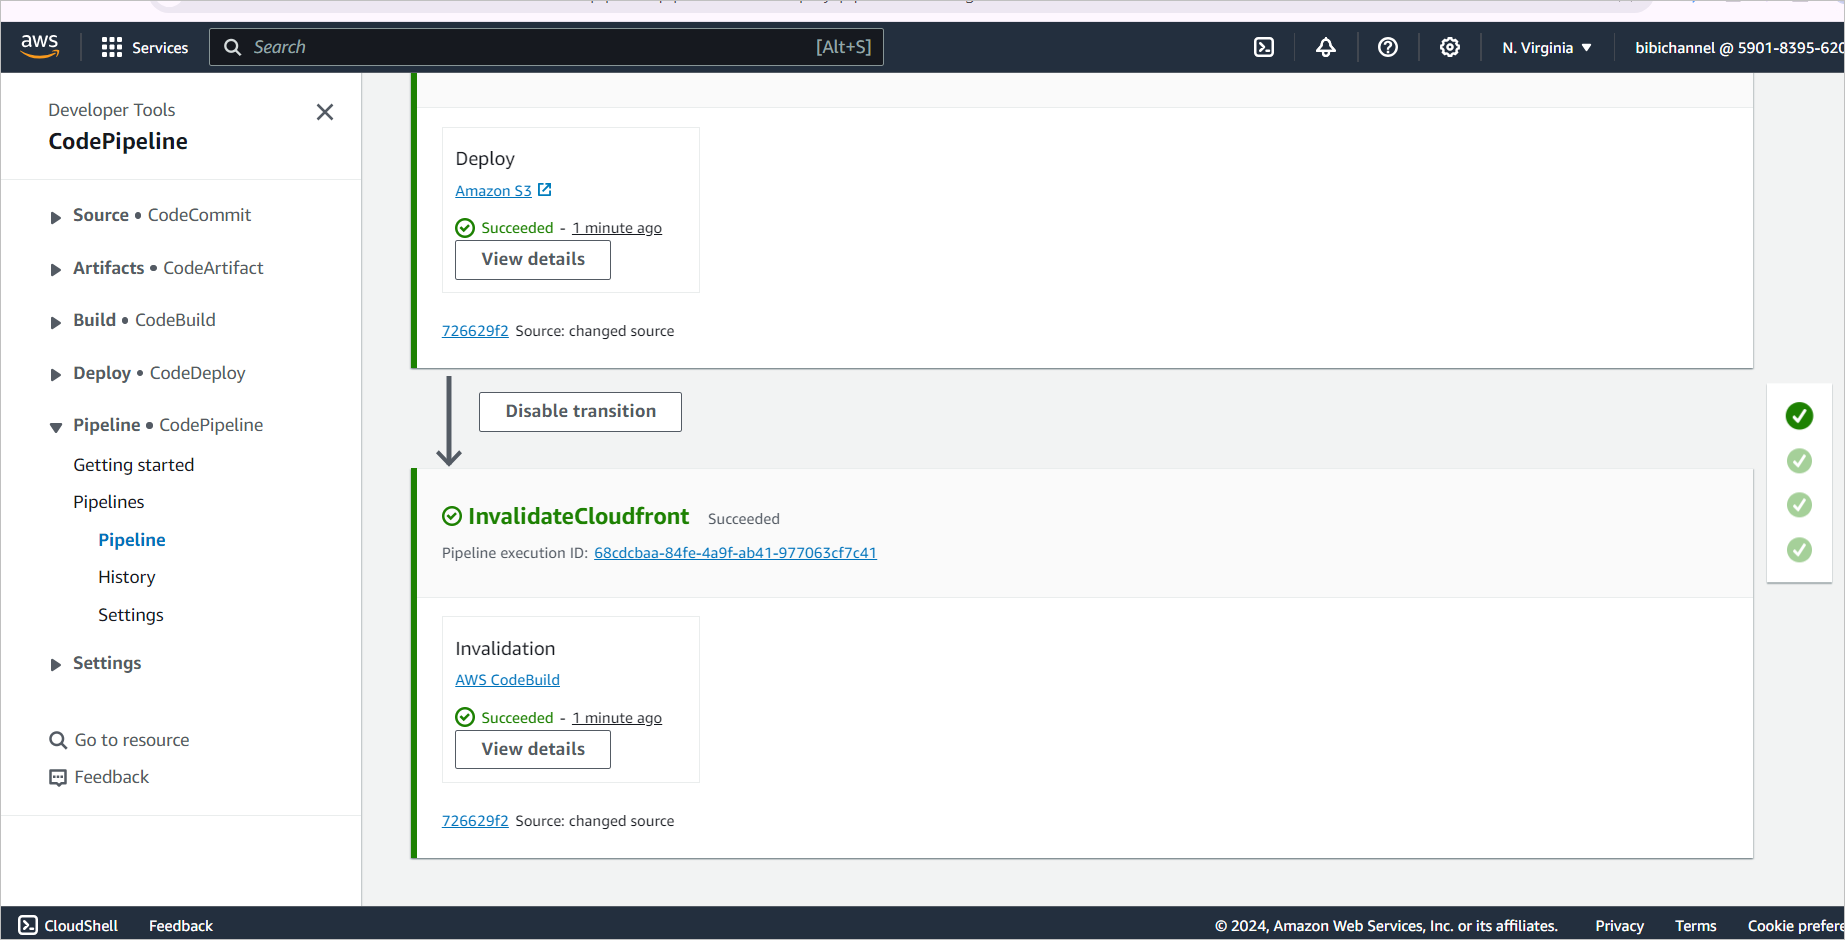 aws
Services
Search
[Alt+S]
N. Virginia
bibichannel @ 5901-8395-620
Developer Tools
CodePipeline
Source • CodeCommit
Artifacts • CodeArtifact
Build • CodeBuild
Deploy • CodeDeploy
Pipeline • CodePipeline
Getting started
Pipelines
Pipeline
History
Settings
Settings
Go to resource
Feedback
Deploy
Amazon S3
Succeeded - 1 minute ago
View details
726629f2 Source: changed source
Disable transition
InvalidateCloudfront Succeeded
Pipeline execution ID: 68cdcbaa-84fe-4a9f-ab41-977063cf7c41
Invalidation
AWS CodeBuild
Succeeded - 1 minute ago
View details
726629f2 Source: changed source
CloudShell
Feedback
© 2024, Amazon Web Services, Inc. or its affiliates.
Privacy
Terms
Cookie prefere